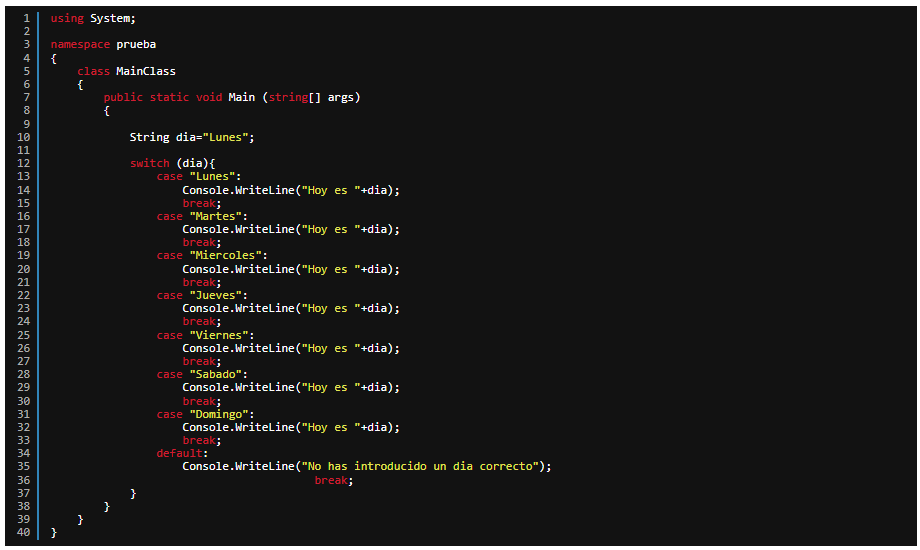 1 using System;
2
3 namespace prueba
4 {
5     class MainClass
6     {
7         public static void Main (string[] args)
8         {
9
10             String dia="Lunes";
11
12             switch (dia){
13                 case "Lunes":
14                     Console.WriteLine("Hoy es "+dia);
15                     break;
16                 case "Martes":
17                     Console.WriteLine("Hoy es "+dia);
18                     break;
19                 case "Miercoles":
20                     Console.WriteLine("Hoy es "+dia);
21                     break;
22                 case "Jueves":
23                     Console.WriteLine("Hoy es "+dia);
24                     break;
25                 case "Viernes":
26                     Console.WriteLine("Hoy es "+dia);
27                     break;
28                 case "Sabado":
29                     Console.WriteLine("Hoy es "+dia);
30                     break;
31                 case "Domingo":
32                     Console.WriteLine("Hoy es "+dia);
33                     break;
34                 default:
35                     Console.WriteLine("No has introducido un dia correcto");
36                                         break;
37             }
38         }
39     }
40 }